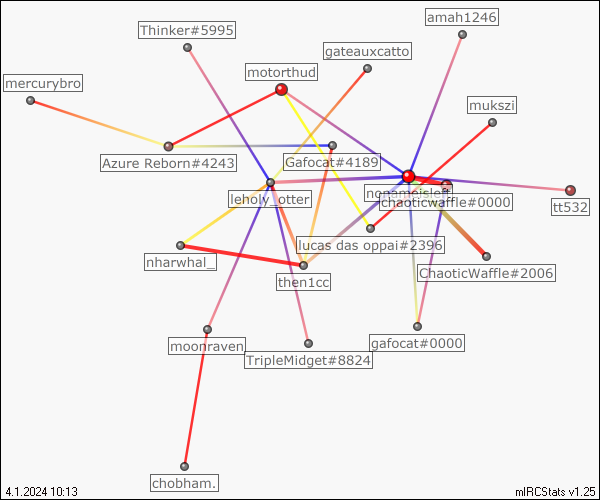 amah1246
Thinker#5995
gateauxcatto
motorthud
mercurybro
mukszi
Azure Reborn#4243
Gafocat#4189
leholy_otter
chaoticwaffle#0000
tt532
lucas das oppai#2396
nharwhal_
ChaoticWaffle#2006
then1cc
gafocat#0000
moonraven
TripleMidget#8824
chobham.
4.1.2024 10:13
mIRCStats v1.25